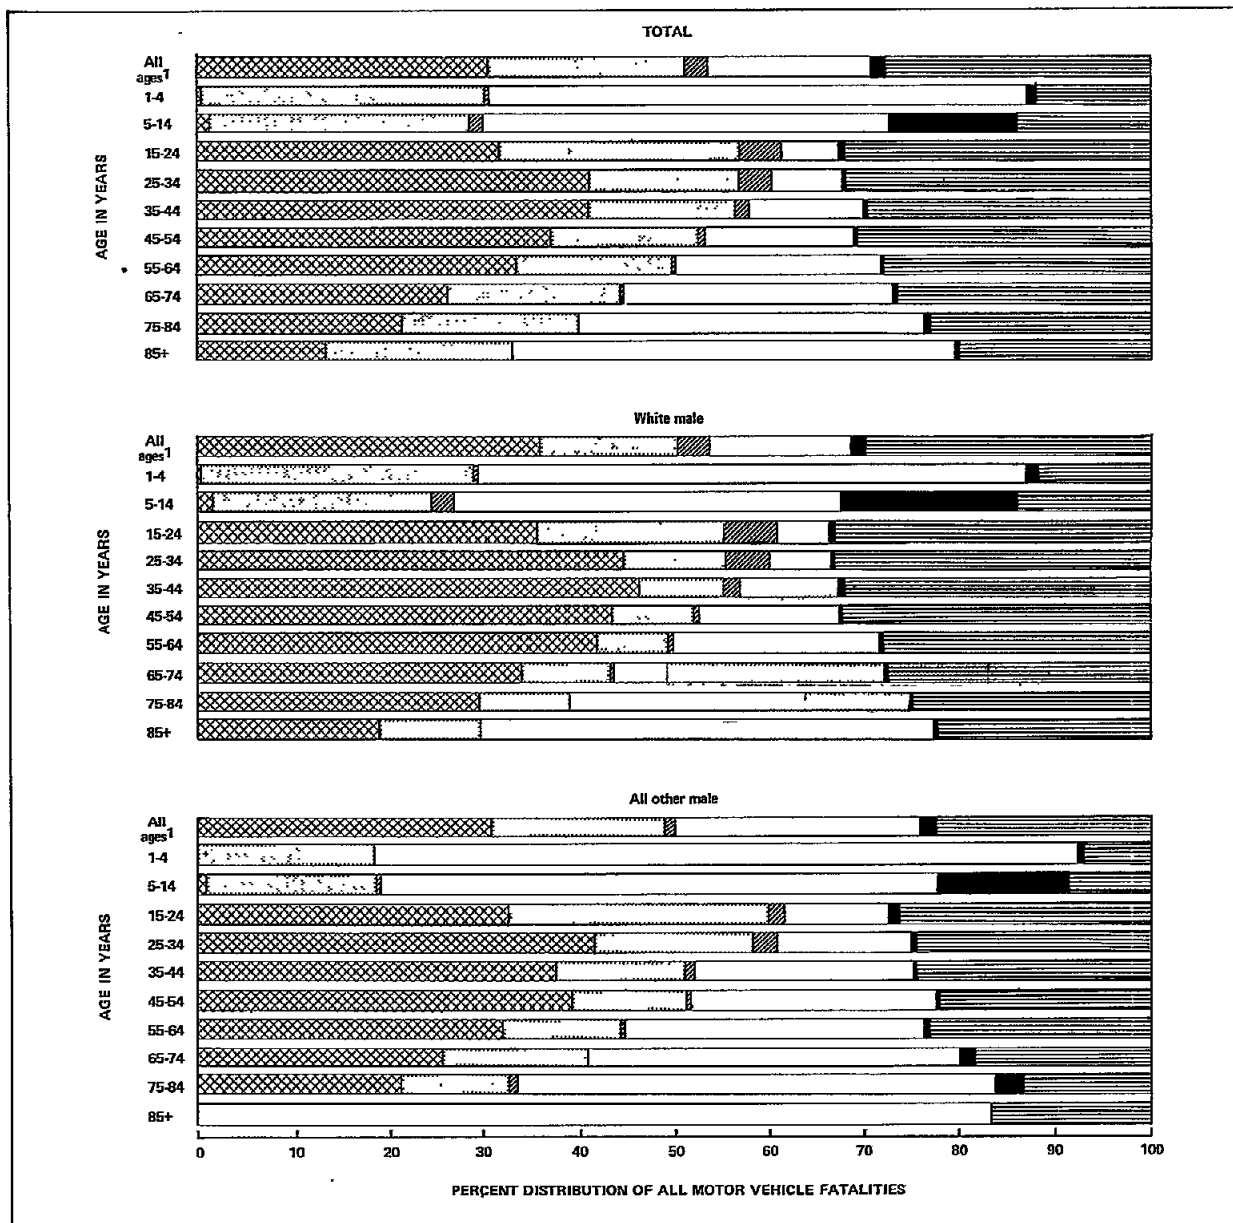 TOTAL
All
ages1
1-4
5-14
15-24
25-34
35-44
45-54
55-64
65-74
75-84
85+
AGE IN YEARS
White male
All
ages1
1-4
5-14
15-24
25-34
35-44
45-54
55-64
65-74
75-84
85+
AGE IN YEARS
All other male
All
ages1
1-4
5-14
15-24
25-34
35-44
45-54
55-64
65-74
75-84
85+
AGE IN YEARS
0 10 20 30 40 50 60 70 80 90 100
PERCENT DISTRIBUTION OF ALL MOTOR VEHICLE FATALITIES